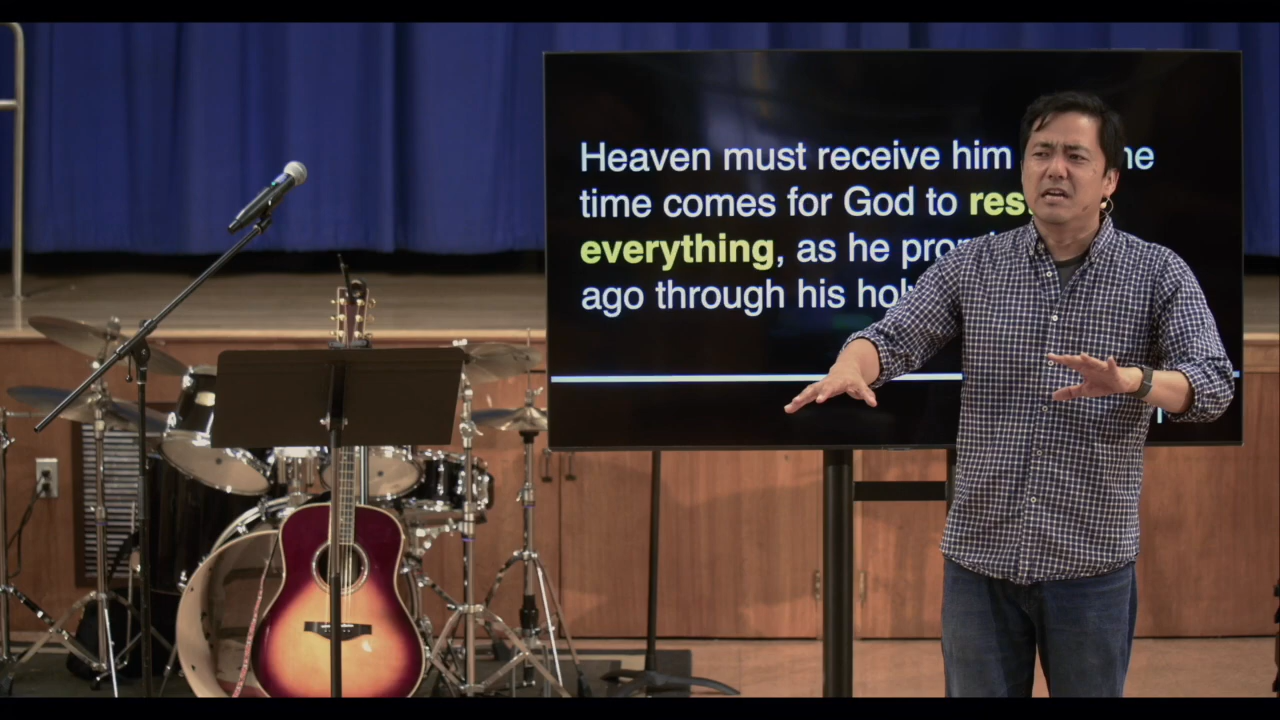 Heaven must receive him
time comes for God to
everything, as he
ago through his